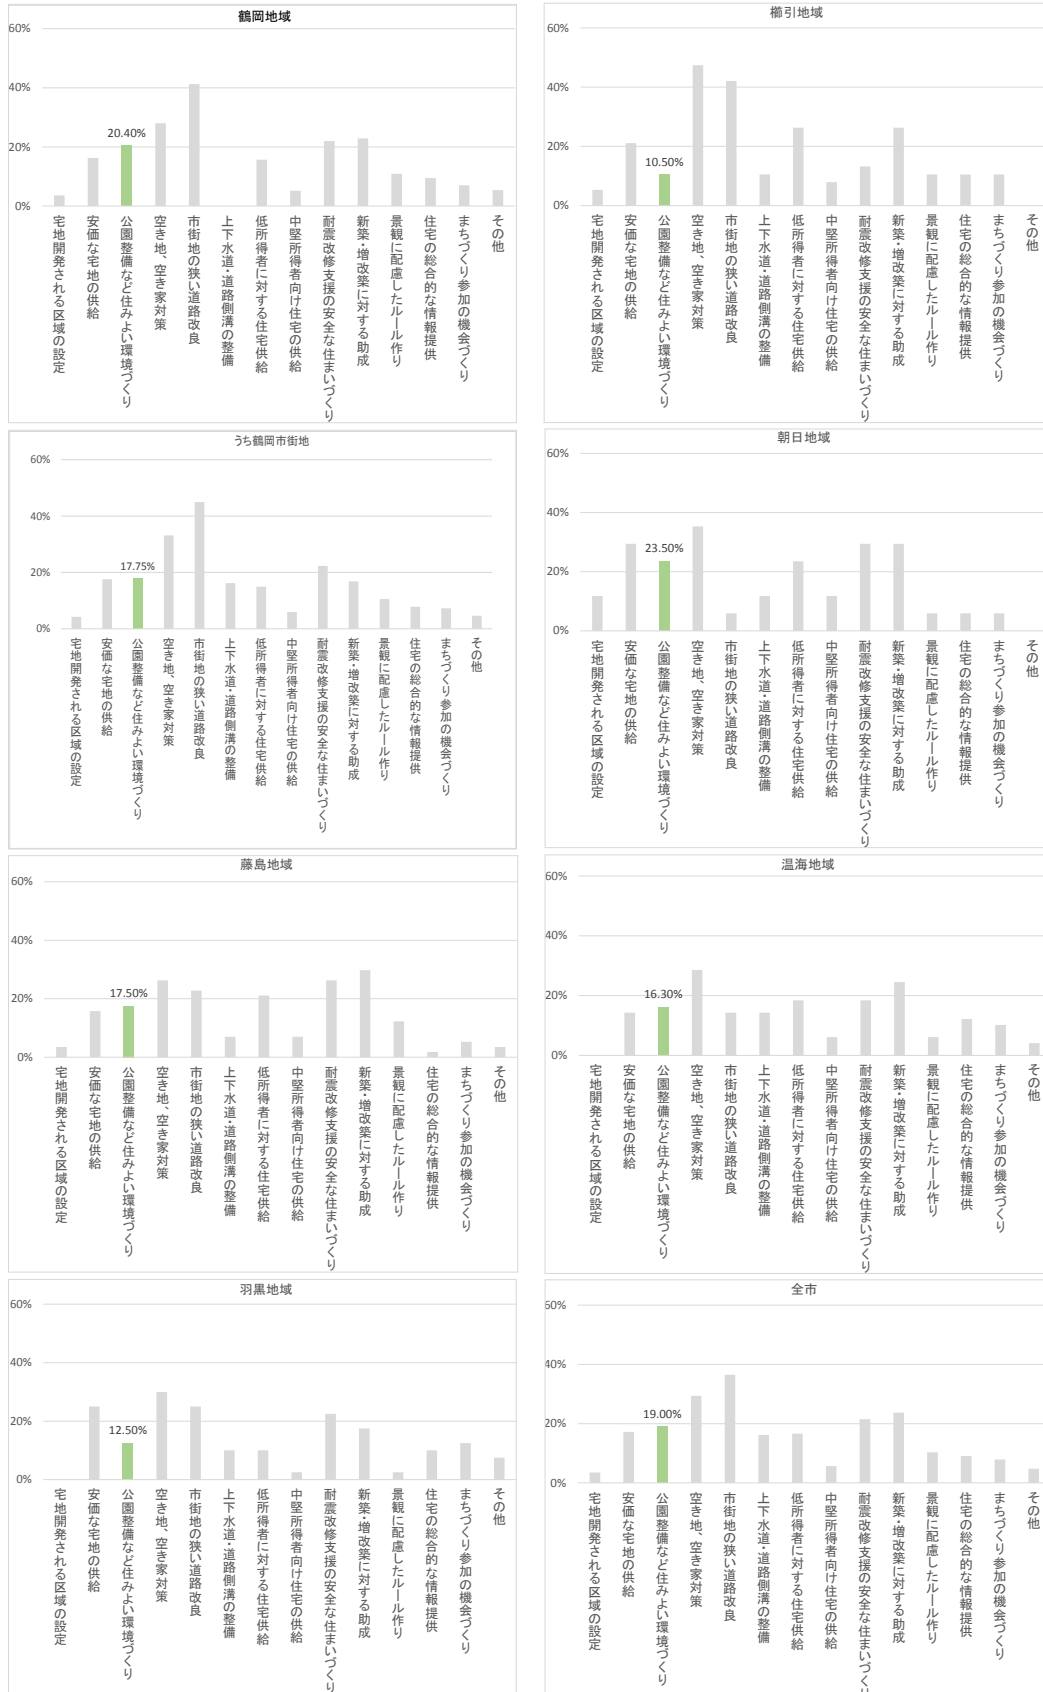 鶴岡地域
60%
40%
20%
0%
20.40%
宅地開発される区域の設定
安価な宅地の供給
公園整備など住みよい環境づくり
空き地、空き家対策
市街地の狭い道路改良
上下水道・道路側溝の整備
低所得者に対する住宅供給
中堅所得者向け住宅の供給
耐震改修支援の安全な住まいづくり
新築・増改築に対する助成
景観に配慮したルール作り
住宅の総合的な情報提供
まちづくり参加の機会づくり
その他
櫛引地域
60%
40%
20%
0%
10.50%
宅地開発される区域の設定
安価な宅地の供給
公園整備など住みよい環境づくり
空き地、空き家対策
市街地の狭い道路改良
上下水道・道路側溝の整備
低所得者に対する住宅供給
中堅所得者向け住宅の供給
耐震改修支援の安全な住まいづくり
新築・増改築に対する助成
景観に配慮したルール作り
住宅の総合的な情報提供
まちづくり参加の機会づくり
その他
うち鶴岡市街地
60%
40%
20%
0%
17.75%
宅地開発される区域の設定
安価な宅地の供給
公園整備など住みよい環境づくり
空き地、空き家対策
市街地の狭い道路改良
上下水道・道路側溝の整備
低所得者に対する住宅供給
中堅所得者向け住宅の供給
耐震改修支援の安全な住まいづくり
新築・増改築に対する助成
景観に配慮したルール作り
住宅の総合的な情報提供
まちづくり参加の機会づくり
その他
朝日地域
60%
40%
20%
0%
23.50%
宅地開発される区域の設定
安価な宅地の供給
公園整備など住みよい環境づくり
空き地、空き家対策
市街地の狭い道路改良
上下水道・道路側溝の整備
低所得者に対する住宅供給
中堅所得者向け住宅の供給
耐震改修支援の安全な住まいづくり
新築・増改築に対する助成
景観に配慮したルール作り
住宅の総合的な情報提供
まちづくり参加の機会づくり
その他
藤島地域
60%
40%
20%
0%
17.50%
宅地開発される区域の設定
安価な宅地の供給
公園整備など住みよい環境づくり
空き地、空き家対策
市街地の狭い道路改良
上下水道・道路側溝の整備
低所得者に対する住宅供給
中堅所得者向け住宅の供給
耐震改修支援の安全な住まいづくり
新築・増改築に対する助成
景観に配慮したルール作り
住宅の総合的な情報提供
まちづくり参加の機会づくり
その他
温海地域
60%
40%
20%
0%
16.30%
宅地開発される区域の設定
安価な宅地の供給
公園整備など住みよい環境づくり
空き地、空き家対策
市街地の狭い道路改良
上下水道・道路側溝の整備
低所得者に対する住宅供給
中堅所得者向け住宅の供給
耐震改修支援の安全な住まいづくり
新築・増改築に対する助成
景観に配慮したルール作り
住宅の総合的な情報提供
まちづくり参加の機会づくり
その他
羽黒地域
60%
40%
20%
0%
12.50%
宅地開発される区域の設定
安価な宅地の供給
公園整備など住みよい環境づくり
空き地、空き家対策
市街地の狭い道路改良
上下水道・道路側溝の整備
低所得者に対する住宅供給
中堅所得者向け住宅の供給
耐震改修支援の安全な住まいづくり
新築・増改築に対する助成
景観に配慮したルール作り
住宅の総合的な情報提供
まちづくり参加の機会づくり
その他
全市
60%
40%
20%
0%
19.00%
宅地開発される区域の設定
安価な宅地の供給
公園整備など住みよい環境づくり
空き地、空き家対策
市街地の狭い道路改良
上下水道・道路側溝の整備
低所得者に対する住宅供給
中堅所得者向け住宅の供給
耐震改修支援の安全な住まいづくり
新築・増改築に対する助成
景観に配慮したルール作り
住宅の総合的な情報提供
まちづくり参加の機会づくり
その他